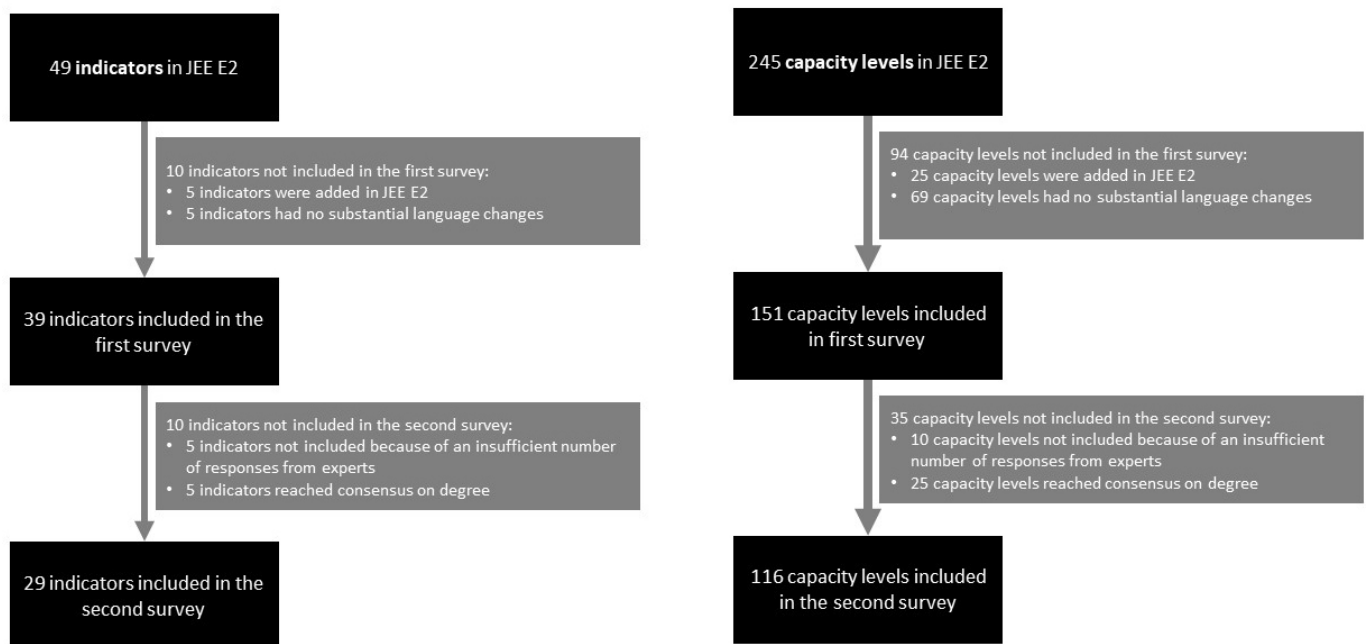 49 indicators in JEE E2
10 indicators not included in the first survey:
• 5 indicators were added in JEE E2
• 5 indicators had no substantial language changes
39 indicators included in the
first survey
10 indicators not included in the second survey:
• 5 indicators not included because of an insufficient number
of responses from experts
• 5 indicators reached consensus on degree
29 indicators included in the
second survey
245 capacity levels in JEE E2
94 capacity levels not included in the first survey:
• 25 capacity levels were added in JEE E2
• 69 capacity levels had no substantial language changes
151 capacity levels included
in first survey
35 capacity levels not included in the second survey:
• 10 capacity levels not included because of an insufficient
number of responses from experts
• 25 capacity levels reached consensus on degree
116 capacity levels included
in the second survey